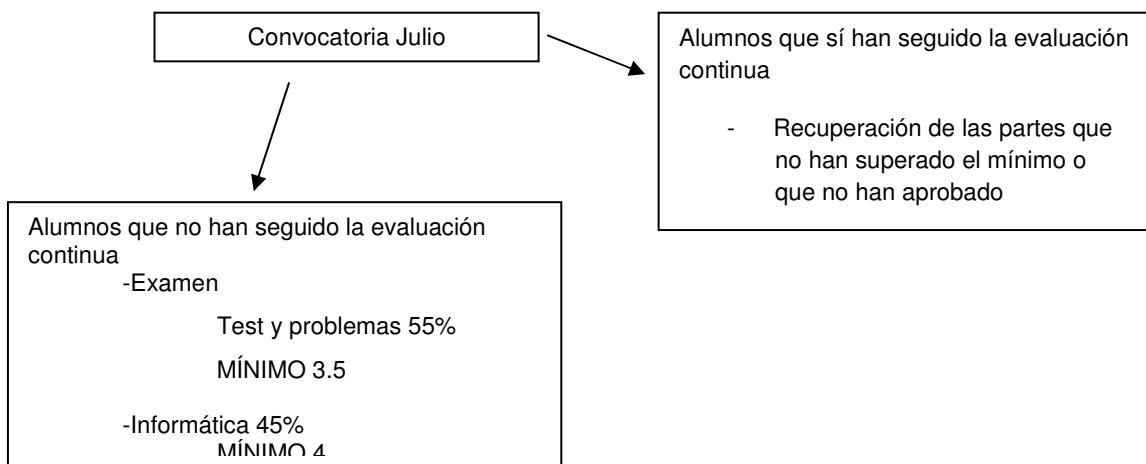 Convocatoria Julio
Alumnos que sí han seguido la evaluación
continua
- Recuperación de las partes que
no han superado el mínimo o
que no han aprobado
Alumnos que no han seguido la evaluación
continua
-Examen
Test y problemas 55%
MÍNIMO 3.5
-Informática 45%
MÍNIMO 4